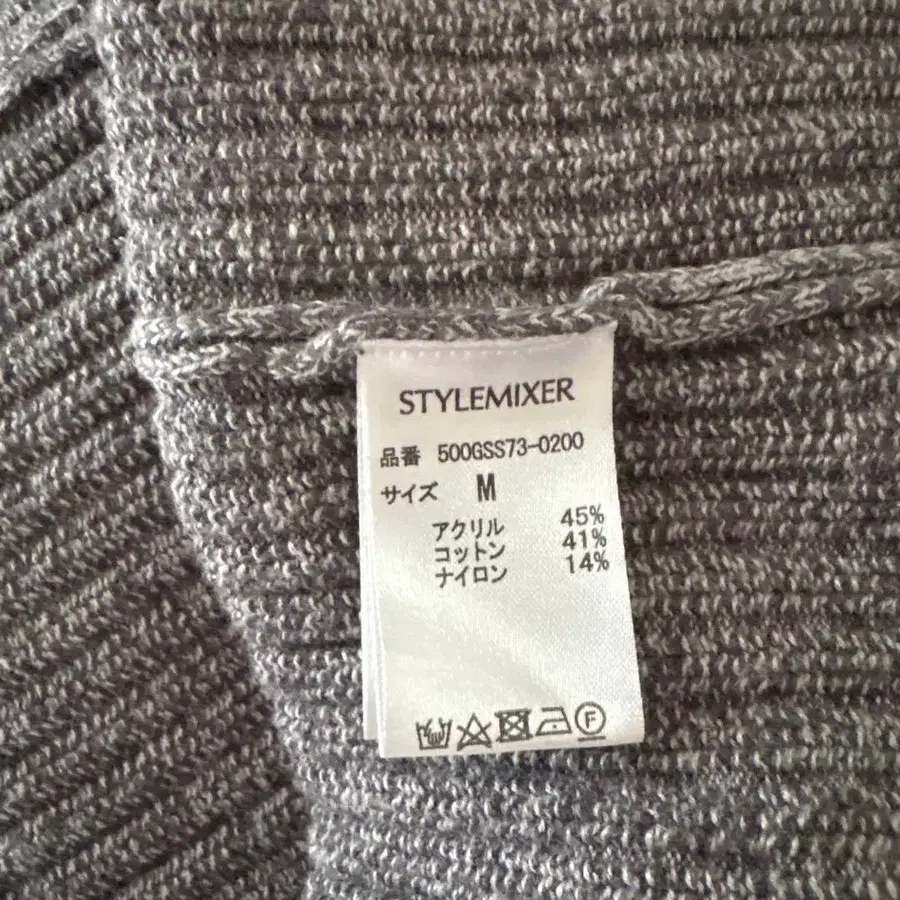 STYLEMIXER
品番 500GSS73-0200
サイズ M
アクリル 45%
コットン 41%
ナイロン 14%
F